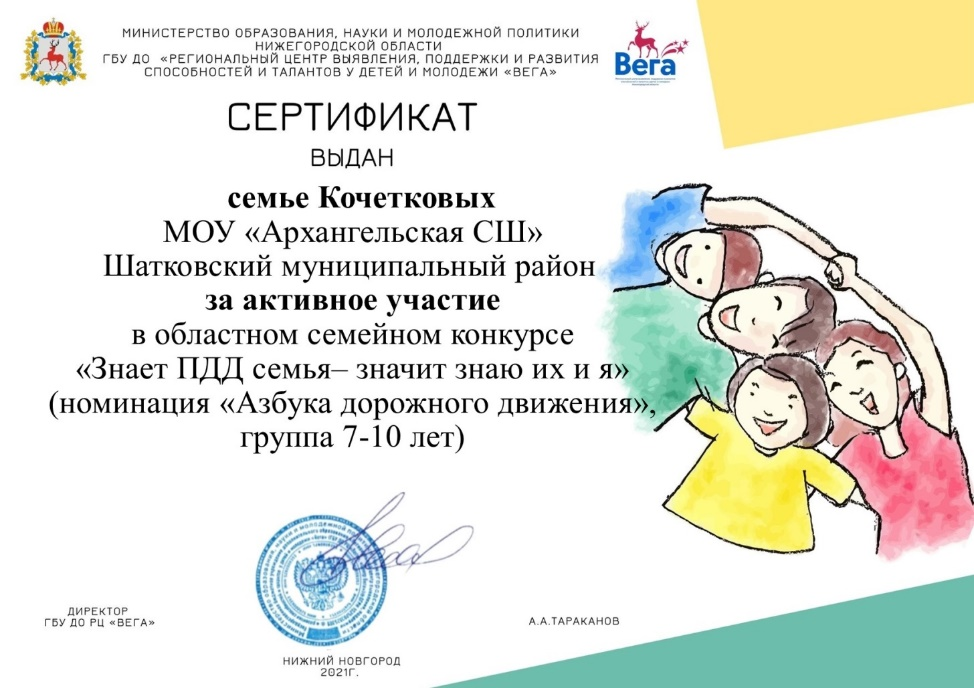 МИНИСТЕРСТВО ОБРАЗОВАНИЯ, НАУКИ И МОЛОДЕЖНОЙ ПОЛИТИКИ
НИЖЕГОРОДСКОЙ ОБЛАСТИ
ГБУ ДО «РЕГИОНАЛЬНЫЙ ЦЕНТР ВЫЯВЛЕНИЯ, ПОДДЕРЖКИ И РАЗВИТИЯ
СПОСОБНОСТЕЙ И ТАЛАНТОВ У ДЕТЕЙ И МОЛОДЕЖИ «ВЕГА»
Вега
СЕРТИФИКАТ
ВЫДАН
семье Кочетковых
МОУ «Архангельская СШ»
Шатковский муниципальный район
за активное участие
в областном семейном конкурсе
«Знает ПДД семья– значит знаю их и я»
(номинация «Азбука дорожного движения»,
группа 7-10 лет)
ДИРЕКТОР
ГБУ ДО РЦ «ВЕГА»
А.А.ТАРАКАНОВ
НИЖНИЙ НОВГОРОД
2021Г.